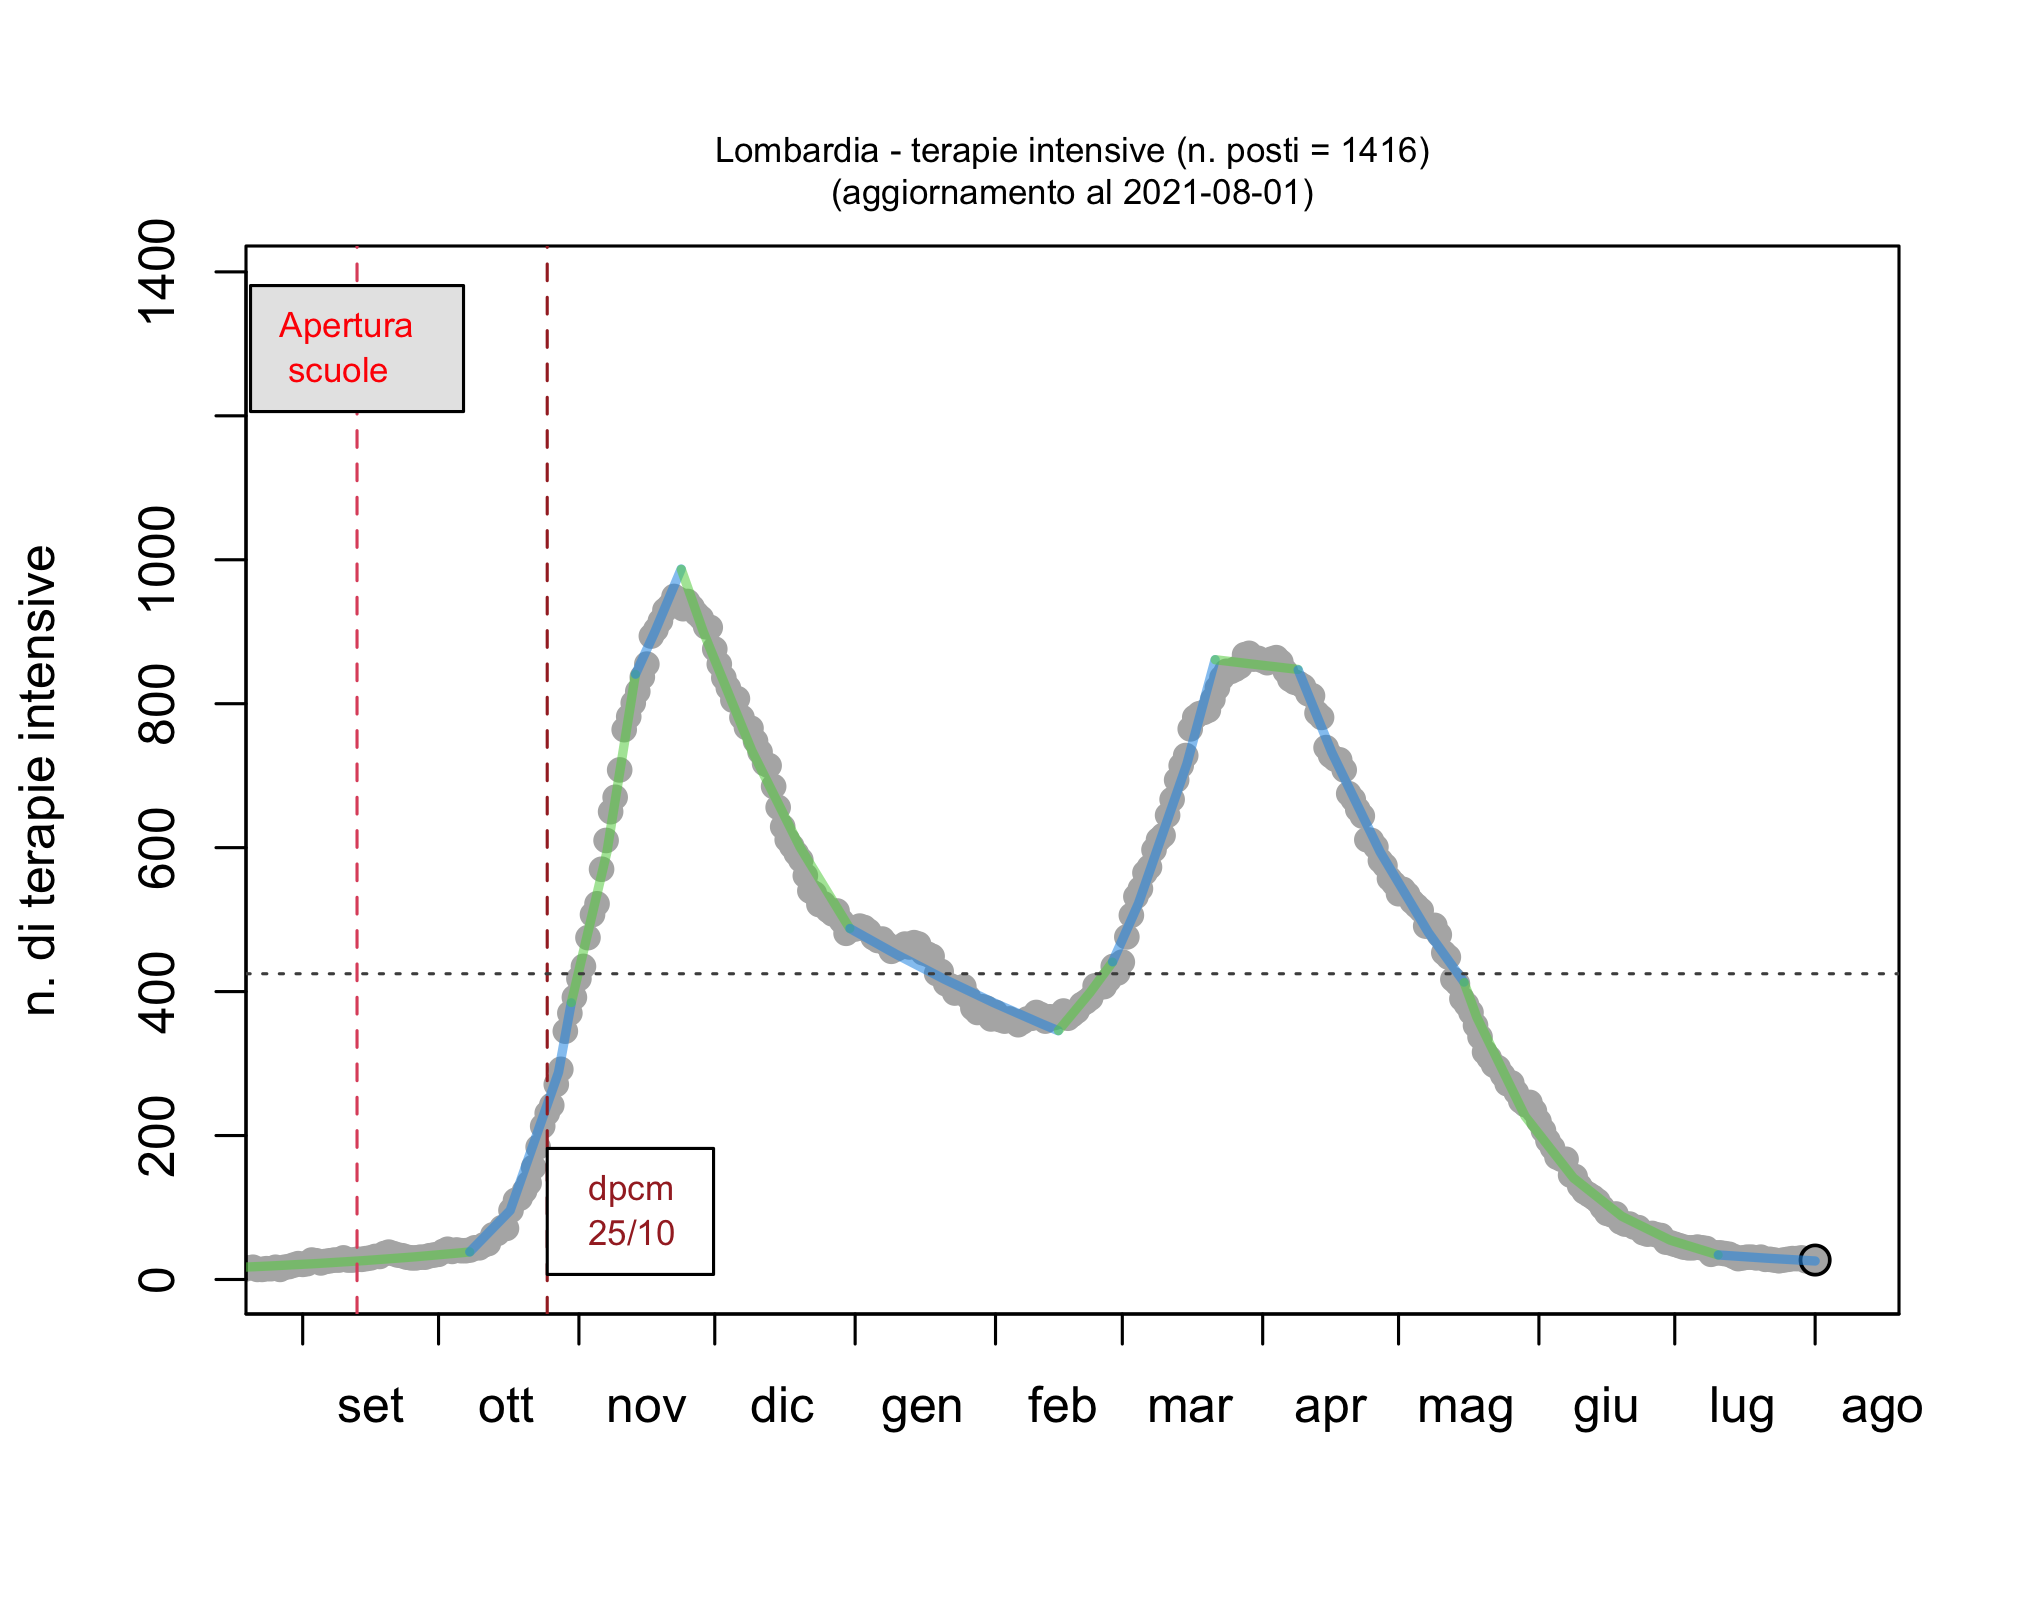 Lombardia - terapie intensive (n. posti = 1416)
(aggiornamento al 2021-08-01)
n. di terapie intensive
1400
1000
800
600
400
200
0
Apertura
scuole
dpcm
25/10
set ott nov dic gen feb mar apr mag giu lug ago